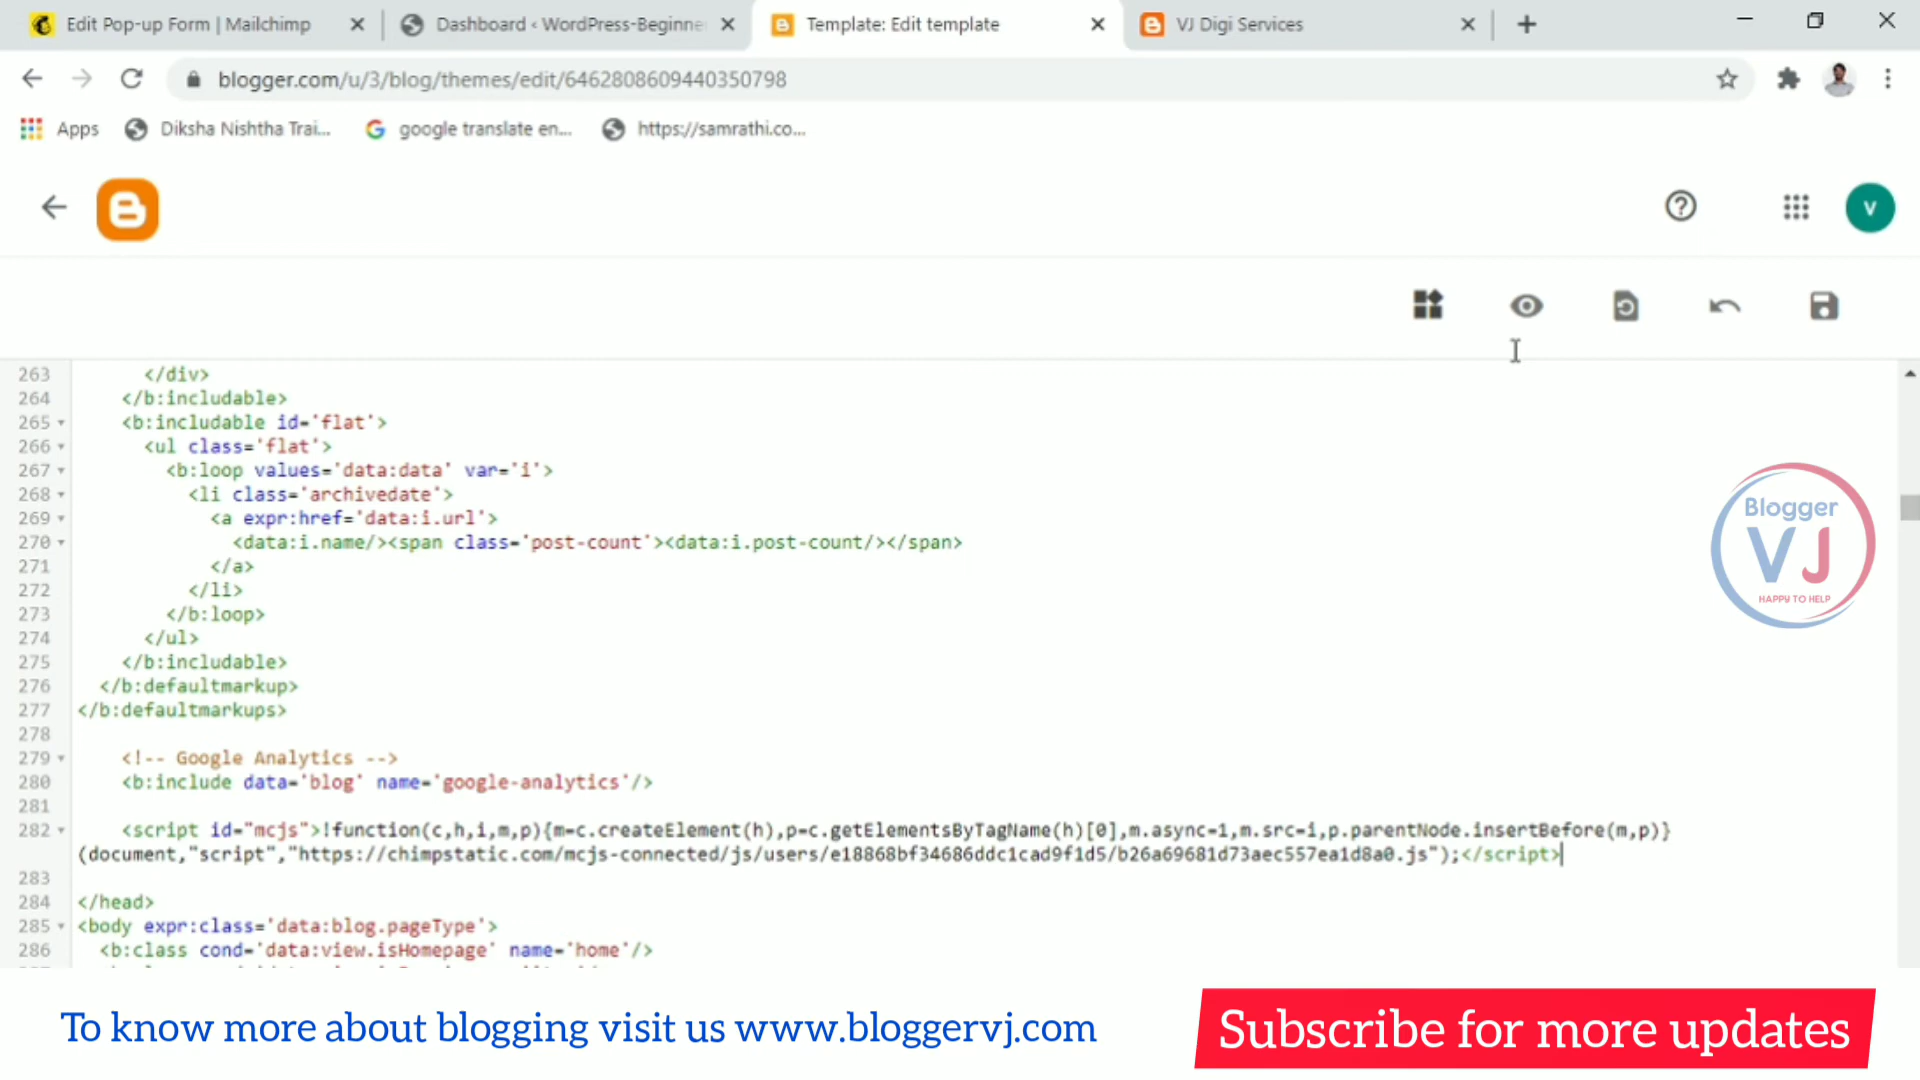 Edit Pop-up Form | Mailchimp
Dashboard ‹ WordPress-Beginne
Template: Edit template
VJ Digi Services
blogger.com/u/3/blog/themes/edit/6462808609440350798
Apps
Diksha Nishtha Trai...
google translate en...
https://samrathi.co...
V
263 </div>
264 </b:includable>
265 <b:includable id='flat'>
266 <ul class='flat'>
267 <b:loop values='data:data' var='i'>
268 <li class='archivedate'>
269 <a expr:href='data:i.url'>
270 <data:i.name/><span class='post-count'><data:i.post-count/></span>
271 </a>
272 </li>
273 </b:loop>
274 </ul>
275 </b:includable>
276 </b:defaultmarkup>
277 </b:defaultmarkups>
278
279 <!-- Google Analytics -->
280 <b:include data='blog' name='google-analytics'/>
281
282 <script id="mcjs">!function(c,h,i,m,p){m=c.createElement(h),p=c.getElementsByTagName(h)[0],m.async=1,m.src=i,p.parentNode.insertBefore(m,p)}
(document,"script","https://chimpstatic.com/mcjs-connected/js/users/e18868bf34686ddc1cad9f1d5/b26a69681d73aec557ea1d8a0.js");</script>
283
284 </head>
285 <body expr:class='data:blog.pageType'>
286 <b:class cond='data:view.isHomepage' name='home'/>
Blogger
VJ
HAPPY TO HELP
To know more about blogging visit us www.bloggervj.com
Subscribe for more updates